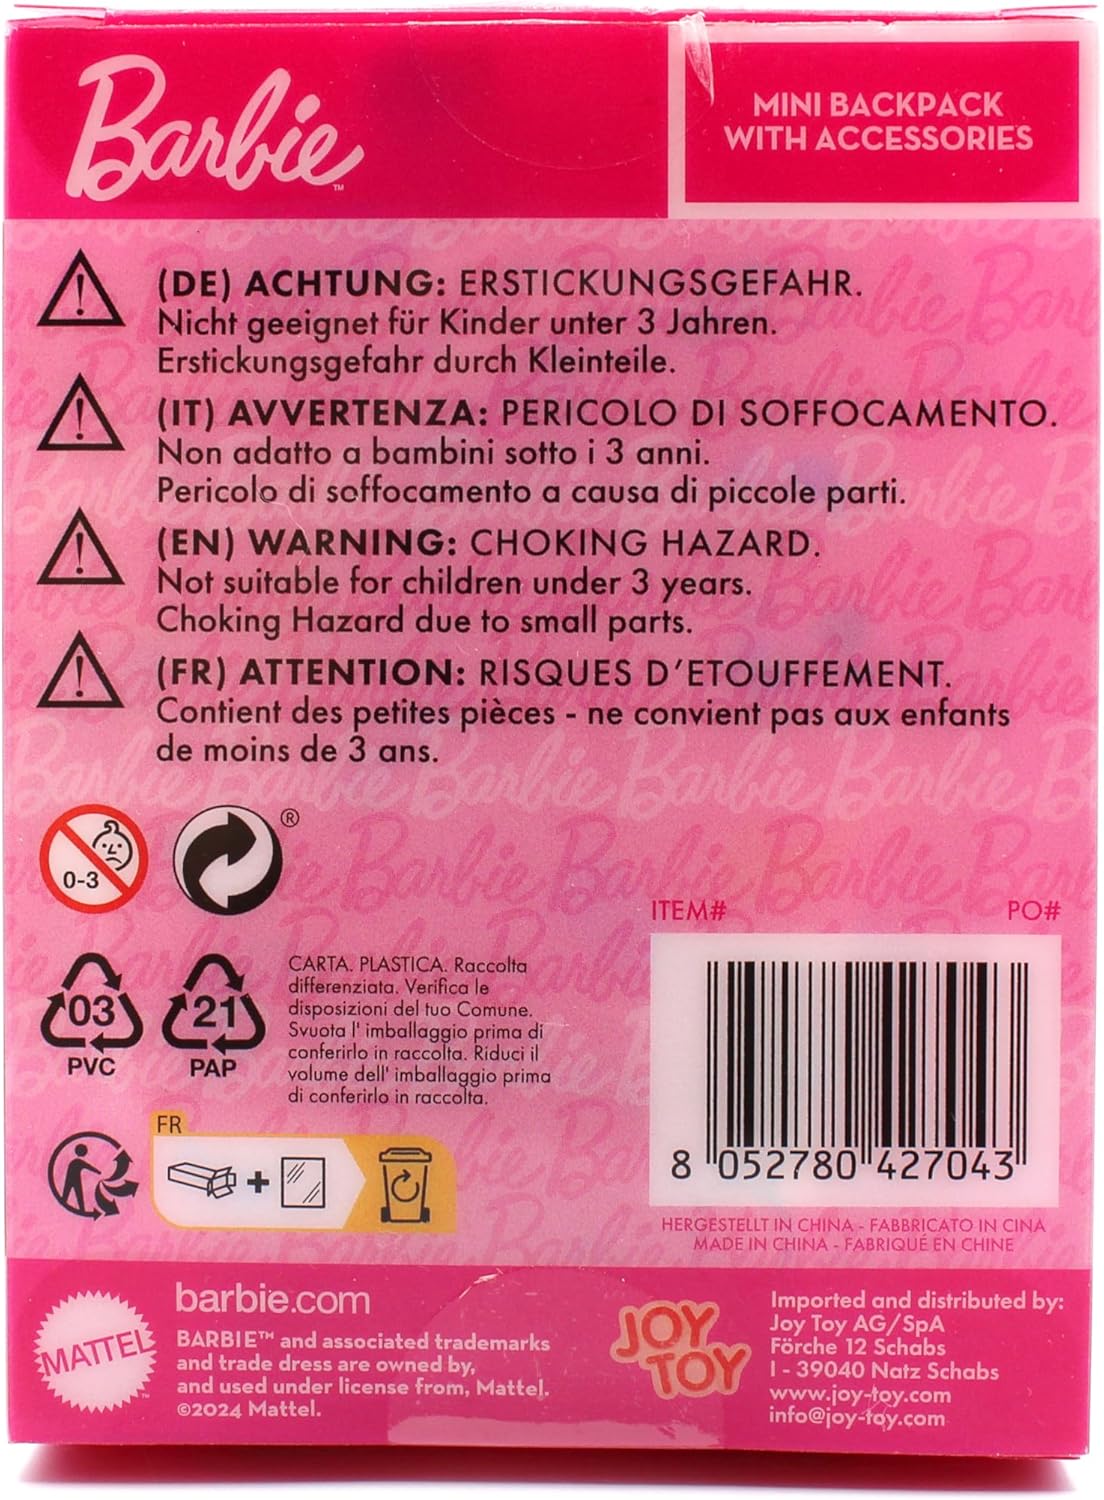 Barbie™
MINI BACKPACK
WITH ACCESSORIES
(DE) ACHTUNG: ERSTICKUNGSGEFAHR.
Nicht geeignet für Kinder unter 3 Jahren.
Erstickungsgefahr durch Kleinteile.
(IT) AVVERTENZA: PERICOLO DI SOFFOCAMENTO.
Non adatto a bambini sotto i 3 anni.
Pericolo di soffocamento a causa di piccole parti.
(EN) WARNING: CHOKING HAZARD.
Not suitable for children under 3 years.
Choking Hazard due to small parts.
(FR) ATTENTION: RISQUES D'ETOUFFEMENT.
Contient des petites pièces - ne convient pas aux enfants
de moins de 3 ans.
0-3
®
ITEM# PO#
03
PVC
21
PAP
CARTA. PLASTICA. Raccolta
differenziata. Verifica le
disposizioni del tuo Comune.
Svuota l' imballaggio prima di
conferirlo in raccolta. Riduci il
volume dell' imballaggio prima
di conferirlo in raccolta.
FR
+
8 052780 427043
HERGESTELLT IN CHINA - FABBRICATO IN CINA
MADE IN CHINA - FABRIQUÉ EN CHINE
MATTEL™
barbie.com
BARBIE™ and associated trademarks
and trade dress are owned by,
and used under license from, Mattel.
©2024 Mattel.
JOY
TOY
Imported and distributed by:
Joy Toy AG/SpA
Förche 12 Schabs
I - 39040 Natz Schabs
www.joy-toy.com
info@joy-toy.com